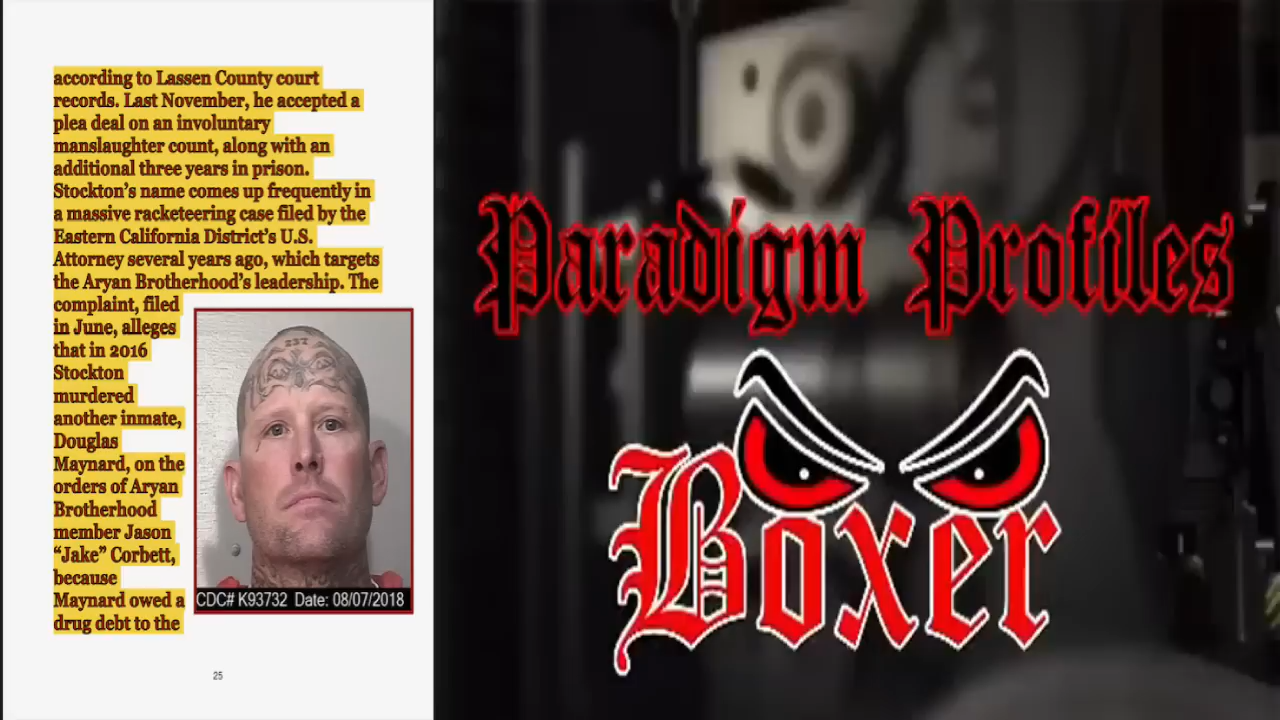 according to Lassen County court
records. Last November, he accepted a
plea deal on an involuntary
manslaughter count, along with an
additional three years in prison.
Stockton’s name comes up frequently in
a massive racketeering case filed by the
Eastern California District’s U.S.
Attorney several years ago, which targets
the Aryan Brotherhood’s leadership. The
complaint, filed
in June, alleges
that in 2016
Stockton
murdered
another inmate,
Douglas
Maynard, on the
orders of Aryan
Brotherhood
member Jason
“Jake” Corbett,
because
Maynard owed a
drug debt to the
237
CDC# K93732 Date: 08/07/2018
25
Paradigm Profiles
Boxer